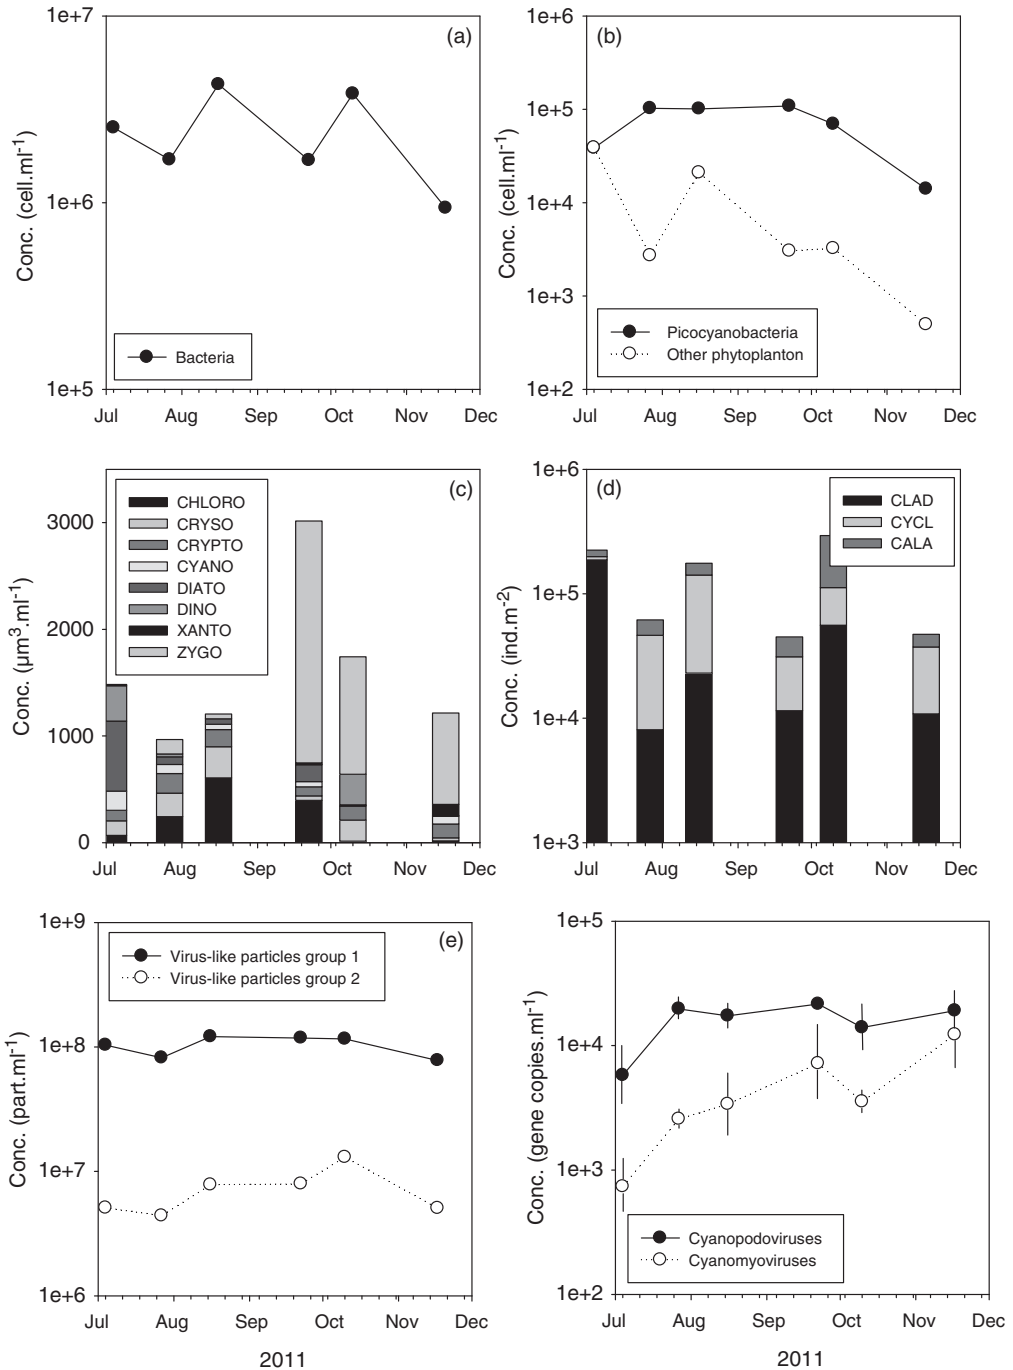 (a)
1e+7
1e+6
1e+5
Conc. (cell.ml-1)
Bacteria
Jul Aug Sep Oct Nov Dec
(b)
1e+6
1e+5
1e+4
1e+3
1e+2
Conc. (cell.ml-1)
Picocyanobacteria
Other phytoplanton
Jul Aug Sep Oct Nov Dec
(c)
3000
2000
1000
0
Conc. (µm3.ml-1)
CHLORO
CRYSO
CRYPTO
CYANO
DIATO
DINO
XANTO
ZYGO
Jul Aug Sep Oct Nov Dec
(d)
1e+6
1e+5
1e+4
1e+3
Conc. (ind.m-2)
CLAD
CYCL
CALA
Jul Aug Sep Oct Nov Dec
(e)
1e+9
1e+8
1e+7
1e+6
Conc. (part.ml-1)
Virus-like particles group 1
Virus-like particles group 2
Jul Aug Sep Oct Nov Dec
2011
1e+5
1e+4
1e+3
1e+2
Conc. (gene copies.ml-1)
Cyanopodoviruses
Cyanomyoviruses
Jul Aug Sep Oct Nov Dec
2011